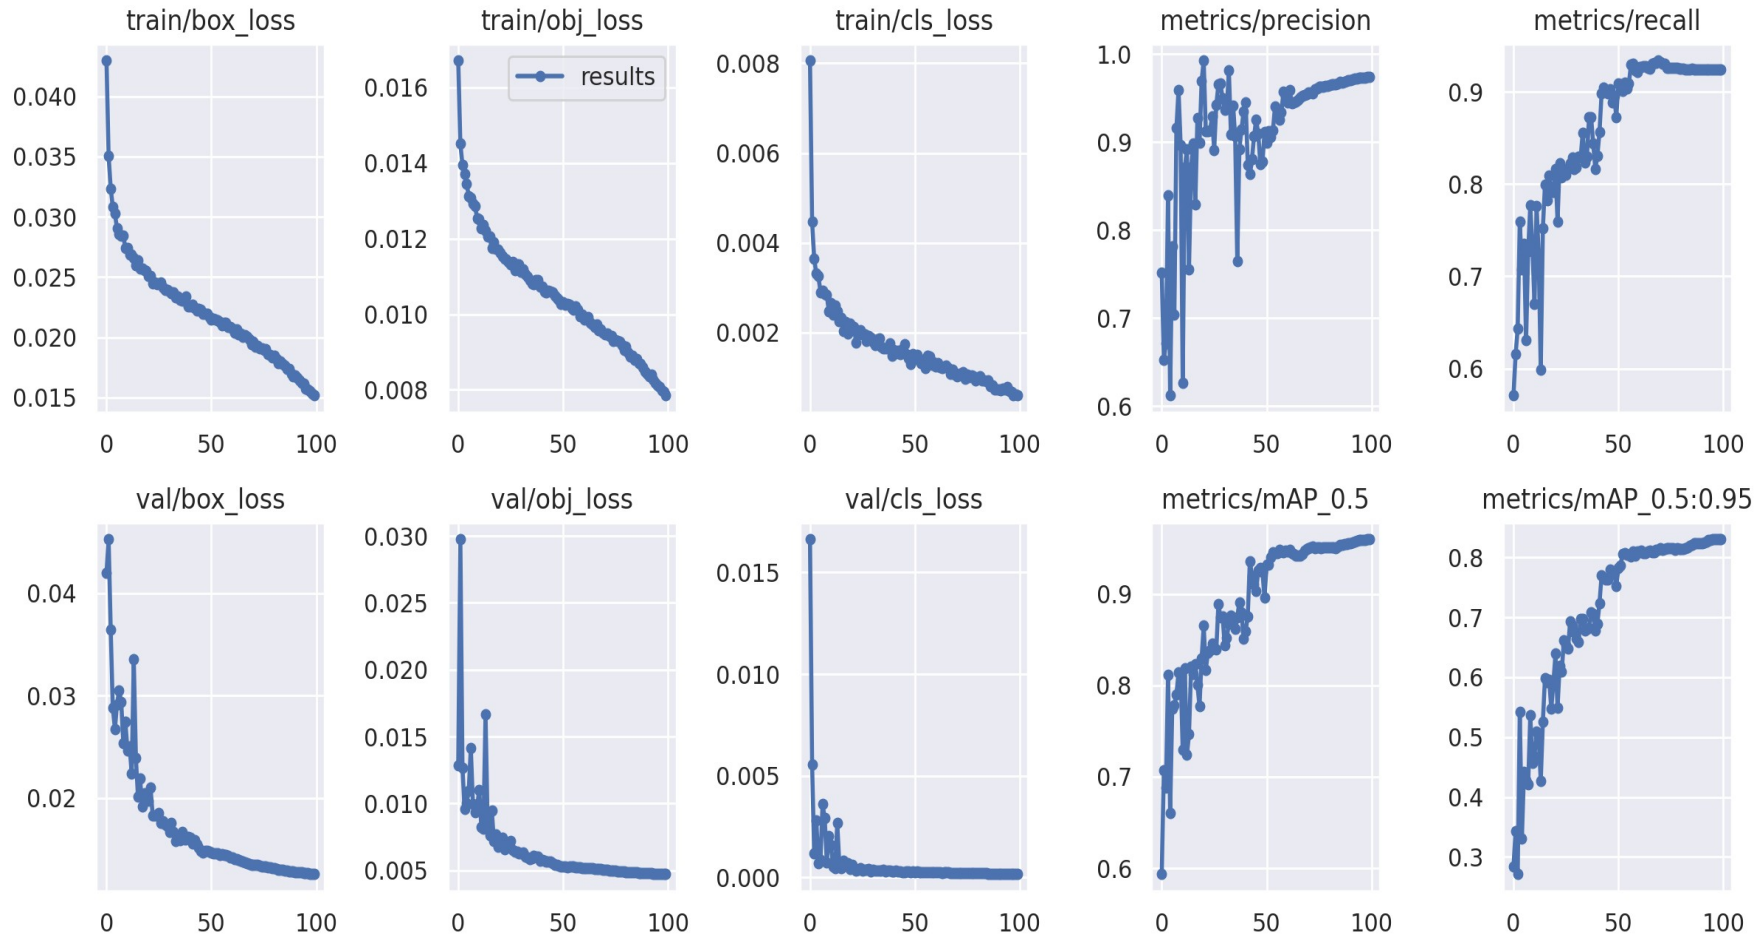 train/box_loss
train/obj_loss
train/cls_loss
metrics/precision
metrics/recall
0.040
0.035
0.030
0.025
0.020
0.015
0 50 100
results
0.016
0.014
0.012
0.010
0.008
0 50 100
0.008
0.006
0.004
0.002
0 50 100
1.0
0.9
0.8
0.7
0.6
0 50 100
0.9
0.8
0.7
0.6
0 50 100
val/box_loss
val/obj_loss
val/cls_loss
metrics/mAP_0.5
metrics/mAP_0.5:0.95
0.04
0.03
0.02
0 50 100
0.030
0.025
0.020
0.015
0.010
0.005
0 50 100
0.015
0.010
0.005
0.000
0 50 100
0.9
0.8
0.7
0.6
0 50 100
0.8
0.7
0.6
0.5
0.4
0.3
0 50 100